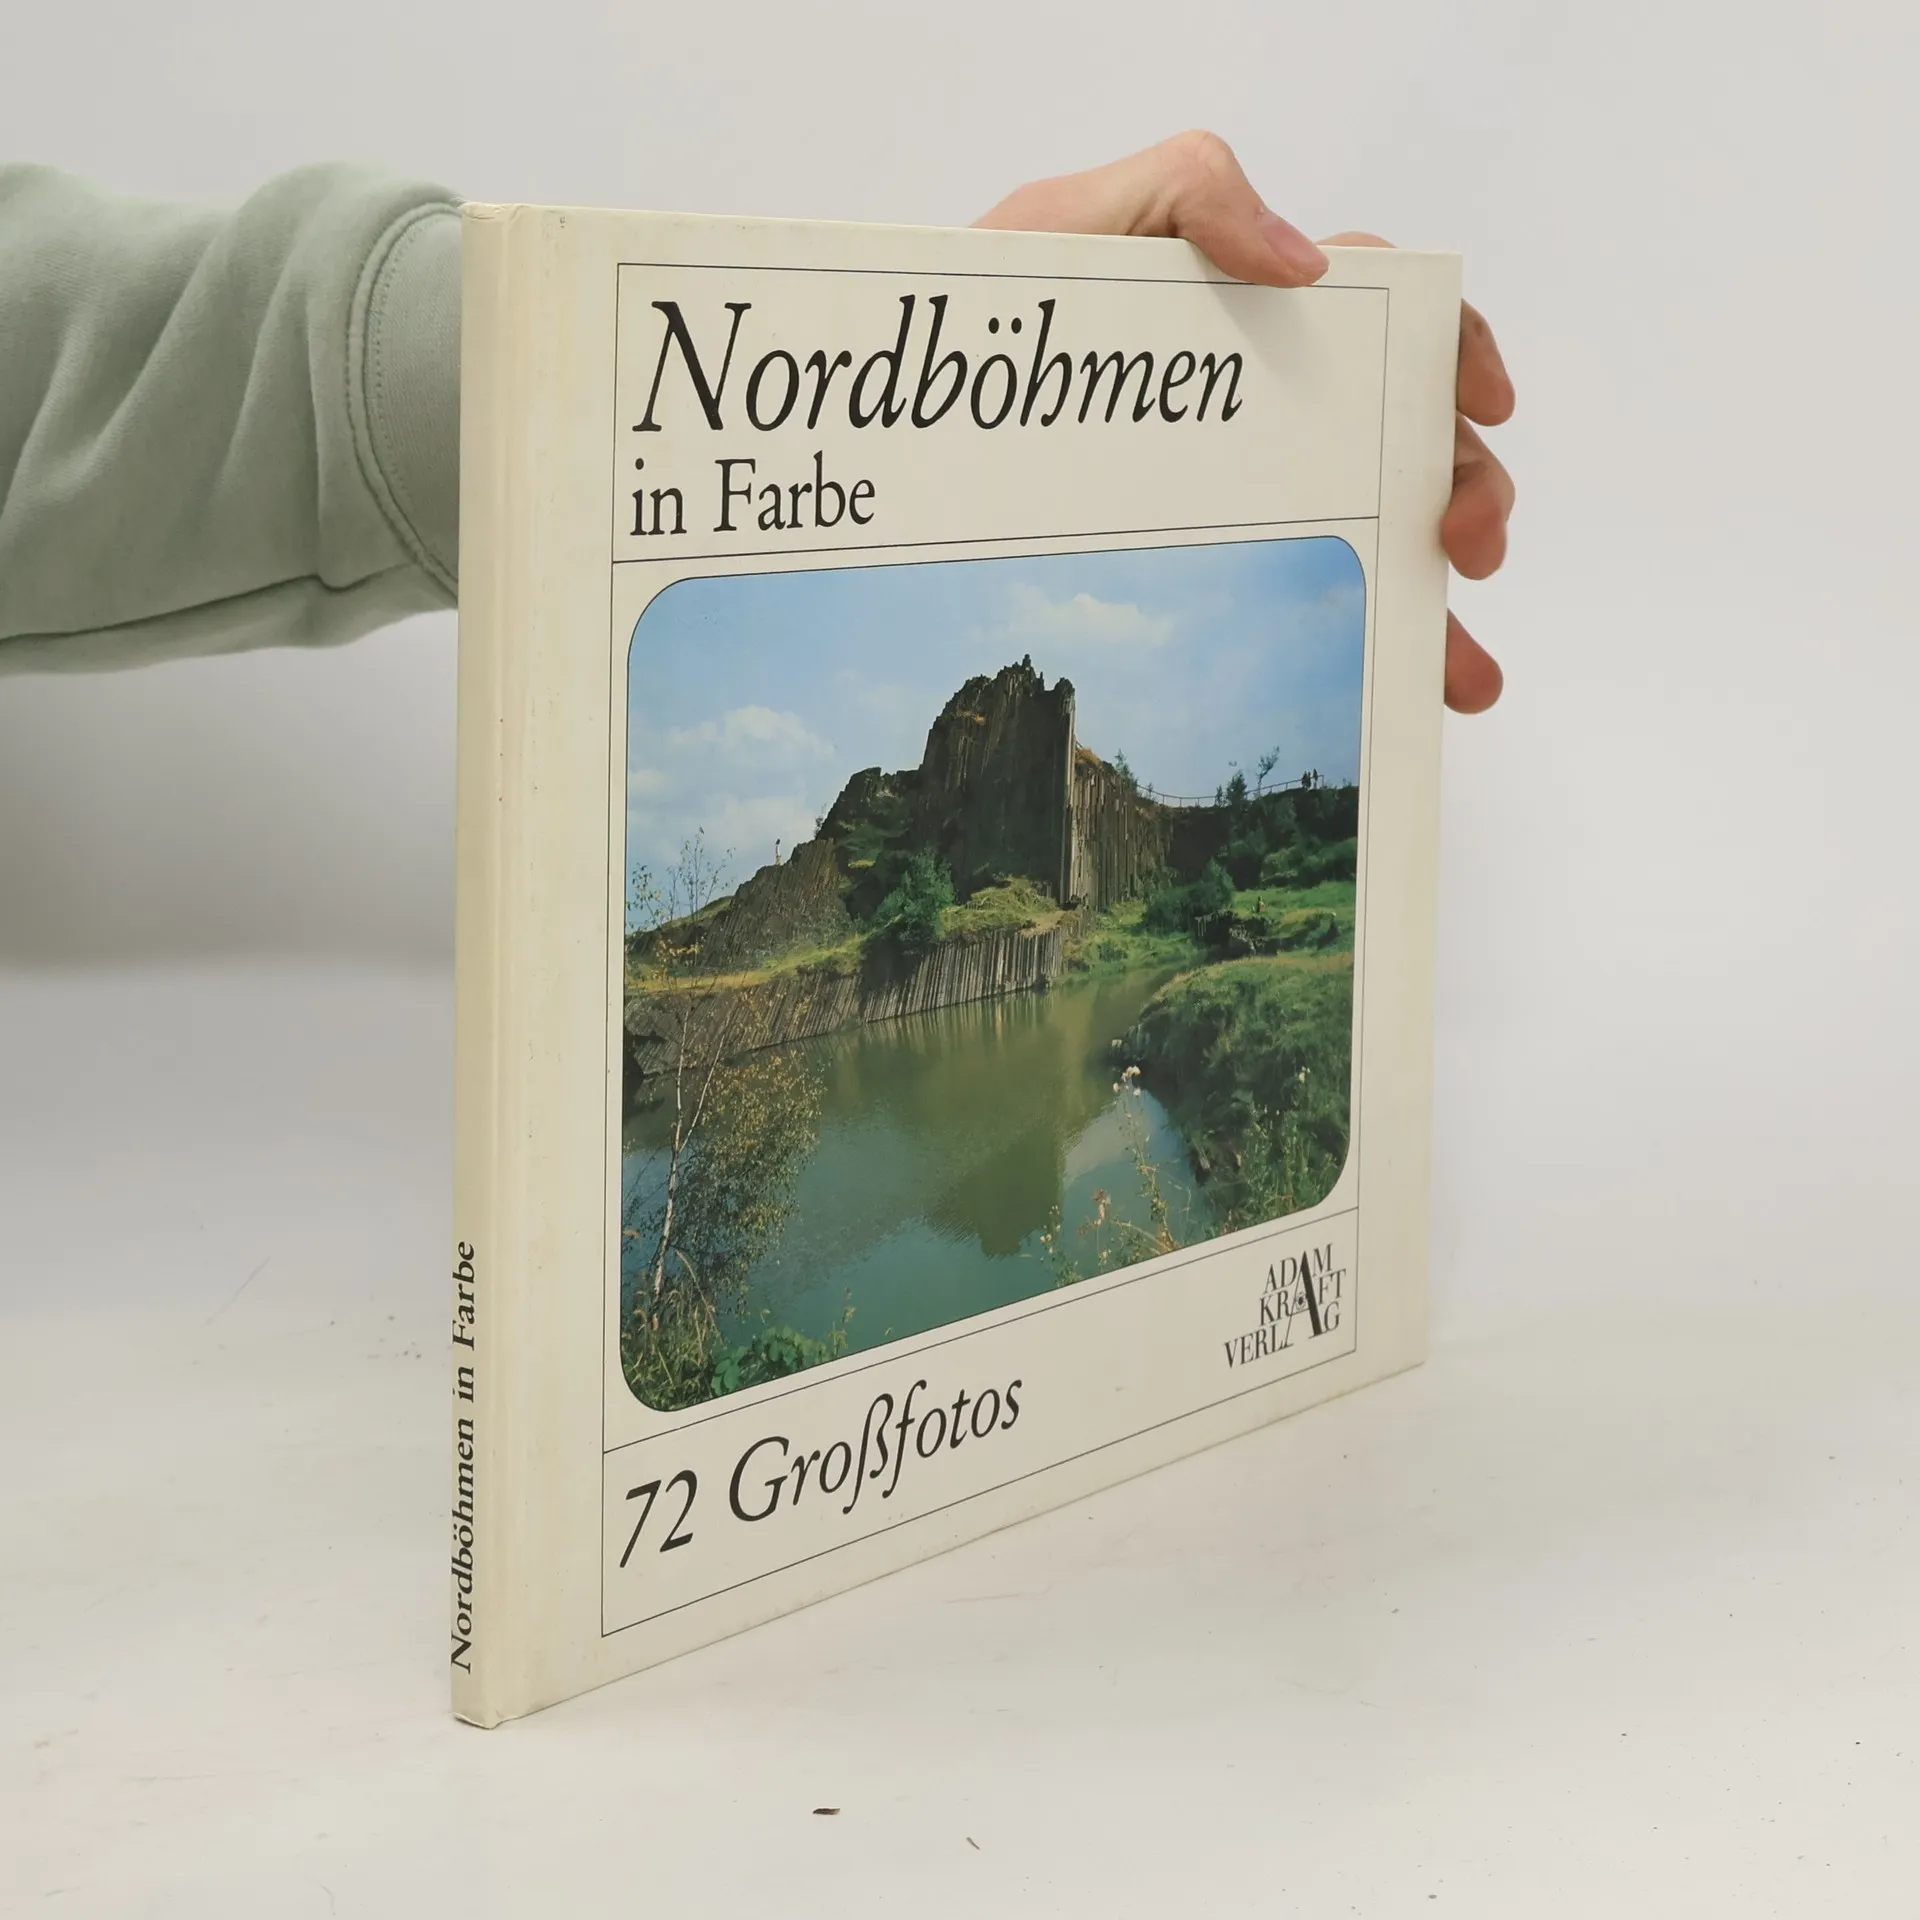 Nordböhmen
in Farbe
ADAM
KRAFT
VERLAG
72 Großfotos
Nordböhmen in Farbe